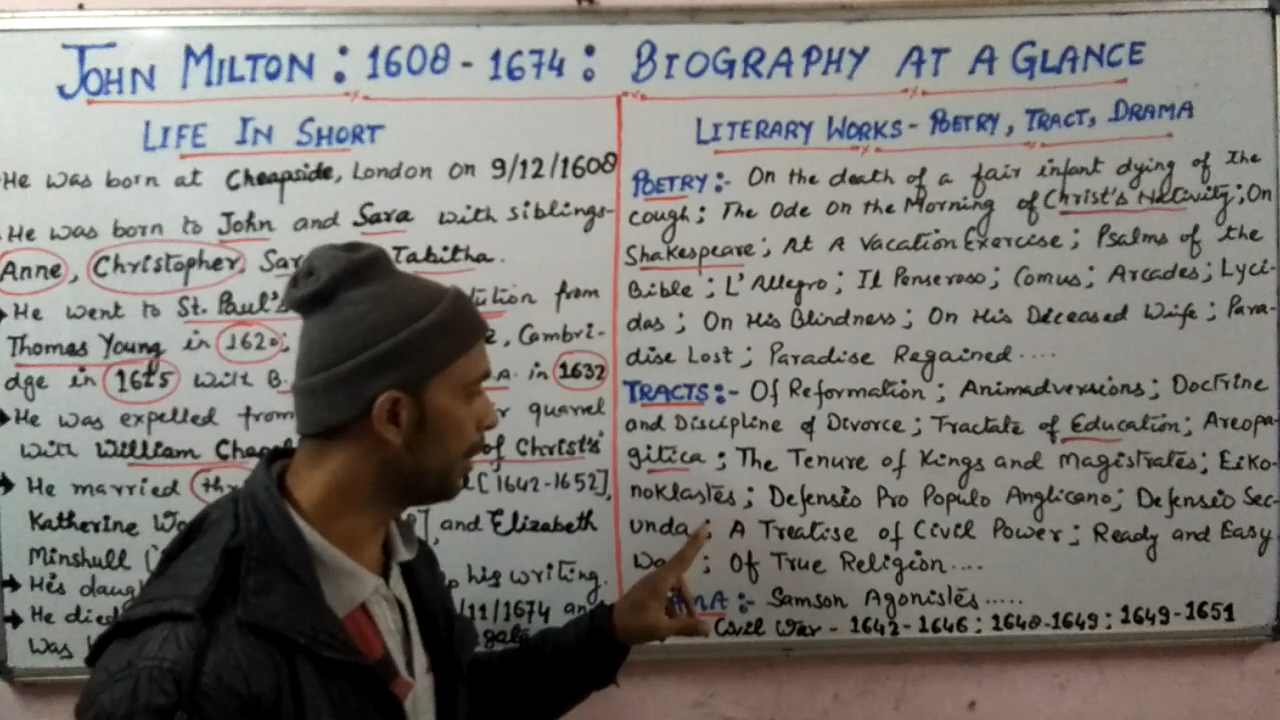 JOHN MILTON : 1608 - 1674 : BIOGRAPHY AT A GLANCE
LIFE IN SHORT
He was born at Cheapside, London on 9/12/1608
He was born to John and Sara with siblings-
Anne, Christopher, Sar Tabitha.
He went to St. Paul's tution from
Thomas Young in 1620; Cambri-
dge in 1625 with B. A. in 1632
He was expelled from quarrel
with William Chap of Christ's
He married [1642-1652],
Katherine Wo ] and Elizabeth
Minshull
His daug his writing.
He died /11/1674 an
was
LITERARY WORKS - POETRY, TRACT, DRAMA
POETRY :- On the death of a fair infant dying of the
cough ; The Ode on the Morning of Christ's Nativity ; On
Shakespeare ; At A Vacation Exercise ; Psalms of the
Bible ; L'Allegro ; Il Penseroso ; Comus ; Arcades ; Lyci-
das ; On His Blindness ; On His Deceased Wife ; Para-
dise Lost ; Paradise Regained ....
TRACTS :- Of Reformation ; Animadversions ; Doctrine
and Discipline of Divorce ; Tractate of Education ; Areopa-
gitica ; The Tenure of Kings and Magistrates ; Eiko-
noklastes ; Defensio Pro Populo Anglicano ; Defensio Sec-
unda ; A Treatise of Civil Power ; Ready and Easy
; Of True Religion ....
MA :- Samson Agonistes .....
Civil War - 1642 - 1646 : 1648-1649 : 1649-1651